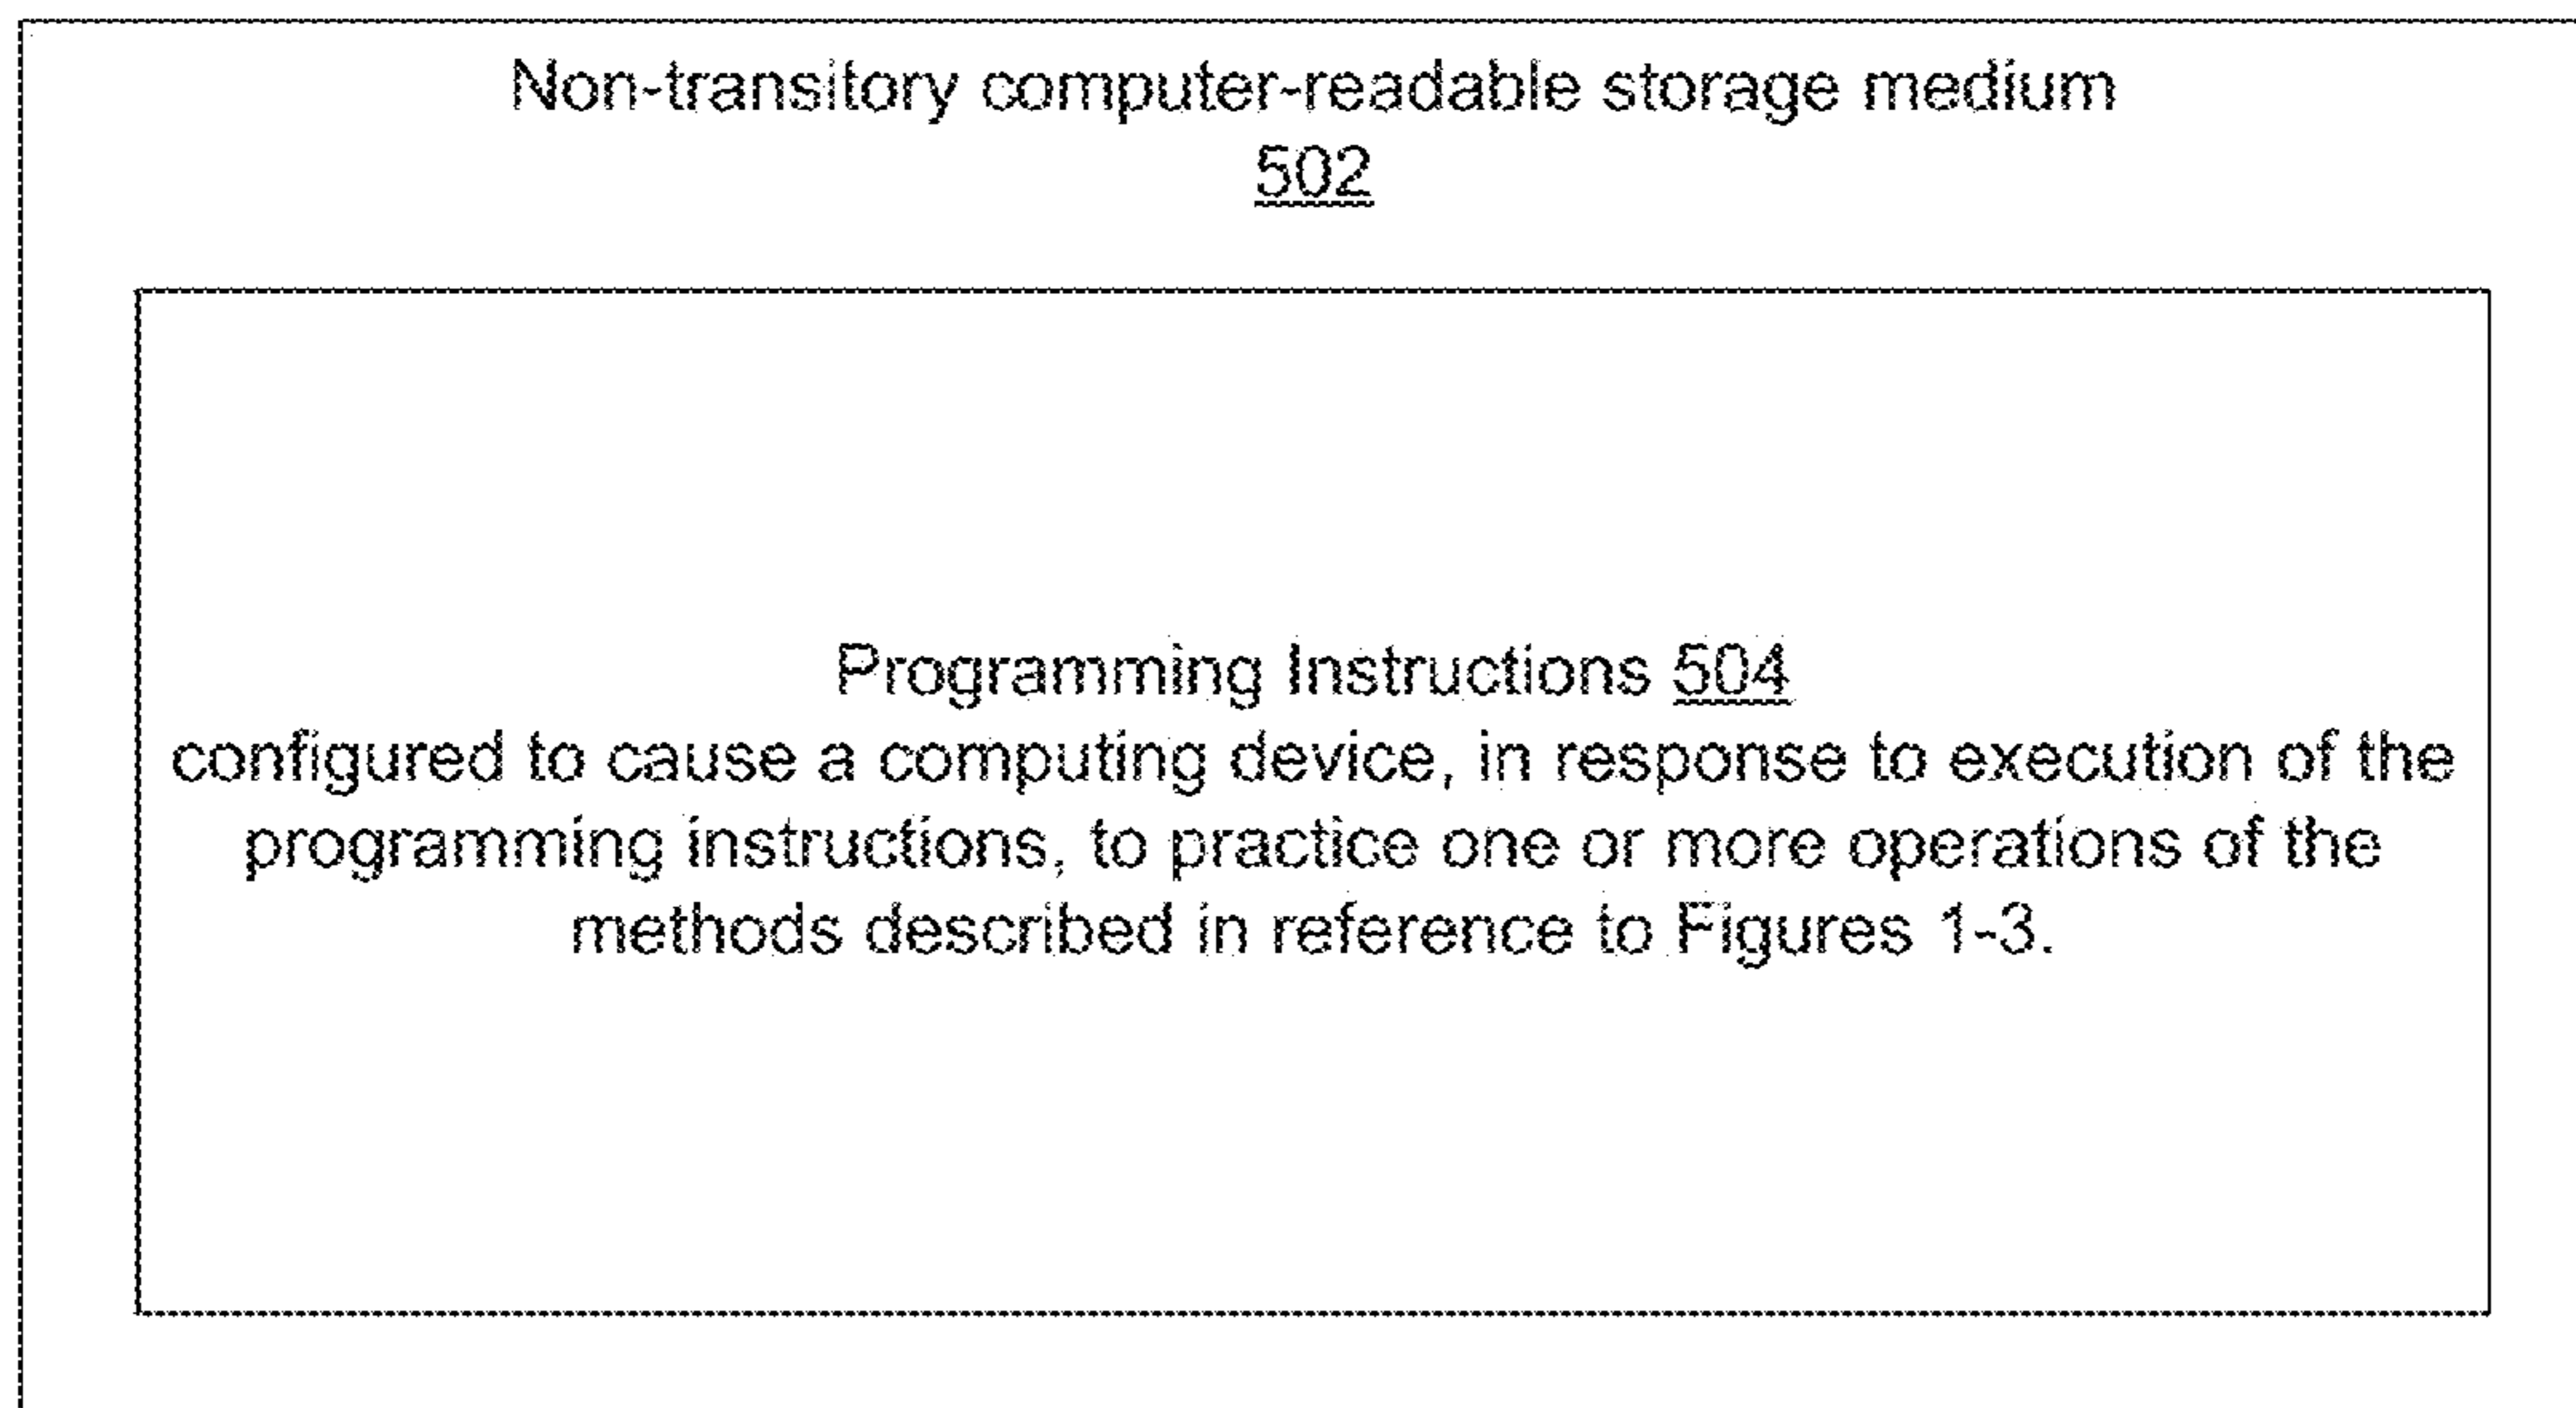 Non-transitory computer-readable storage medium
502
Programming Instructions 504
configured to cause a computing device, in response to execution of the
programming instructions, to practice one or more operations of the
methods described in reference to Figures 1-3.